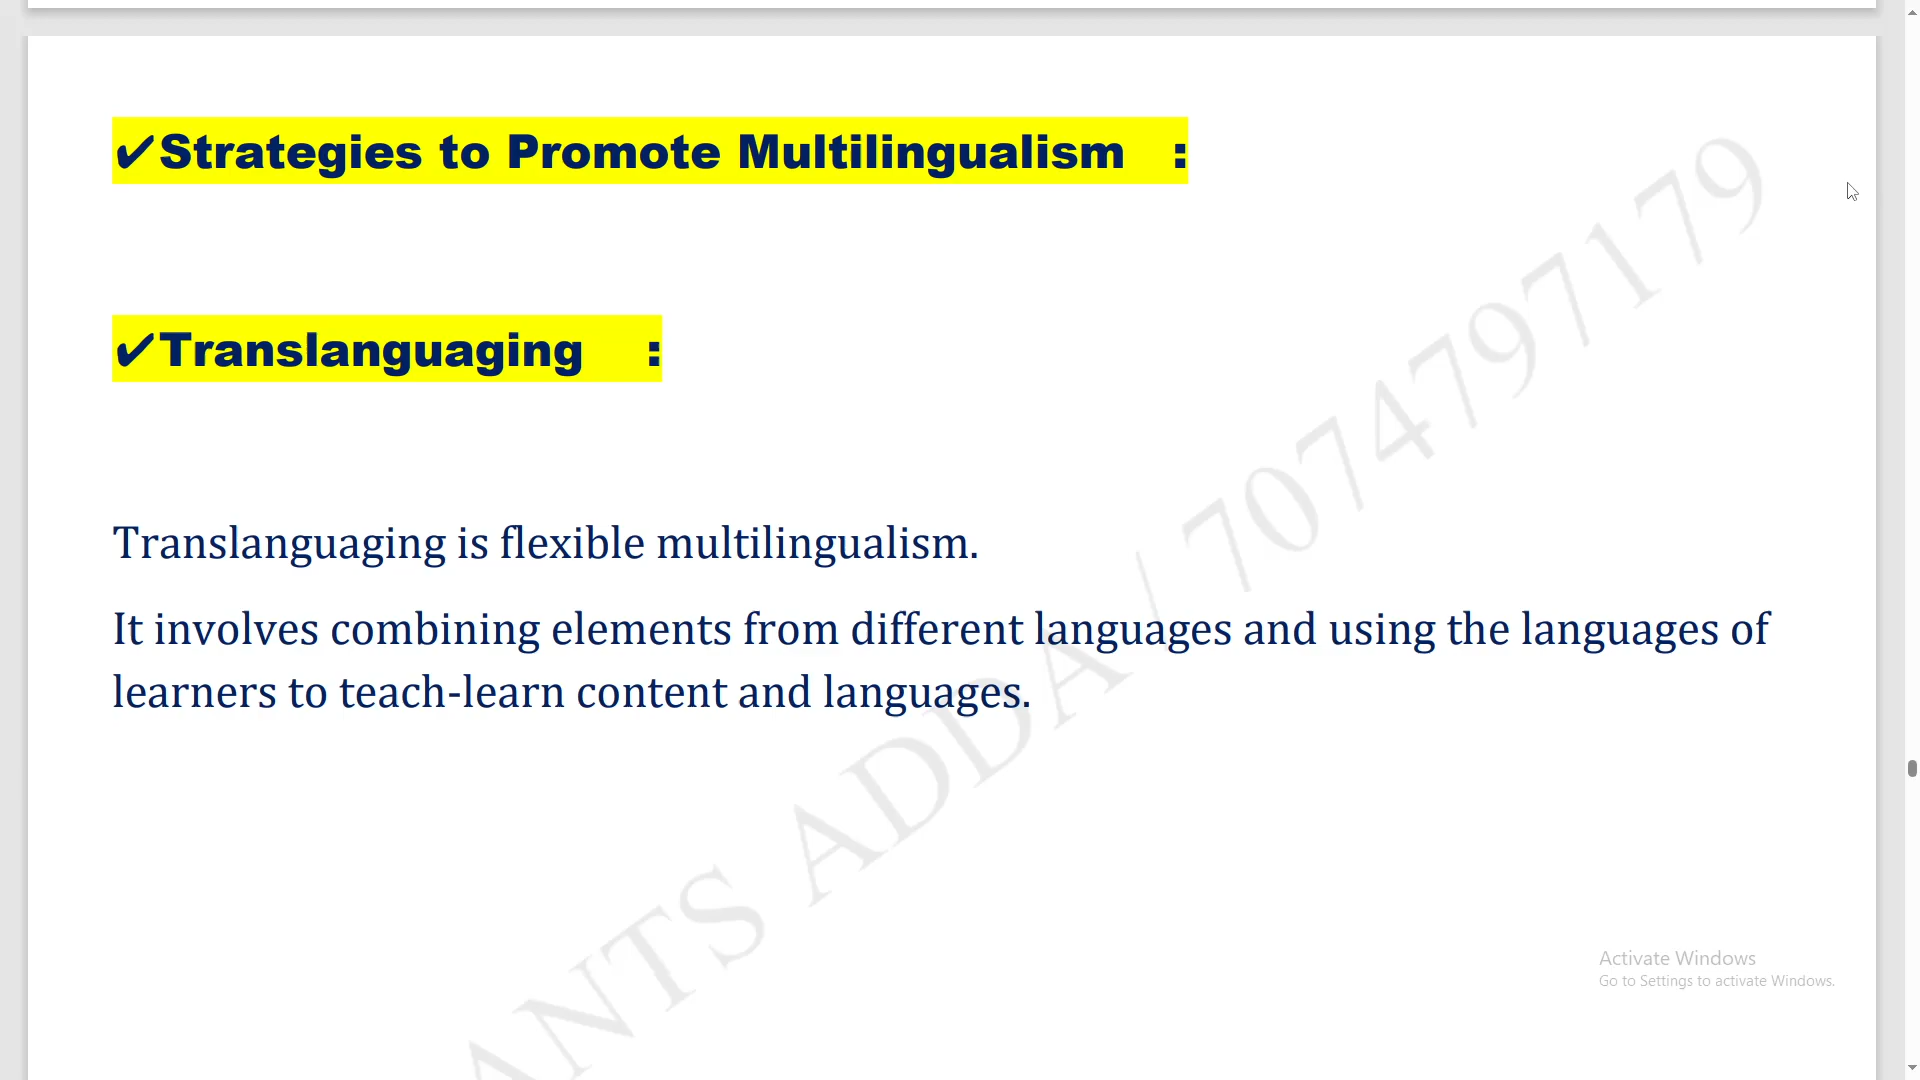 ✔Strategies to Promote Multilingualism :
✔Translanguaging :
Translanguaging is flexible multilingualism.
It involves combining elements from different languages and using the languages of
learners to teach-learn content and languages.
ANTS ADDA / 7074797179
Activate Windows
Go to Settings to activate Windows.